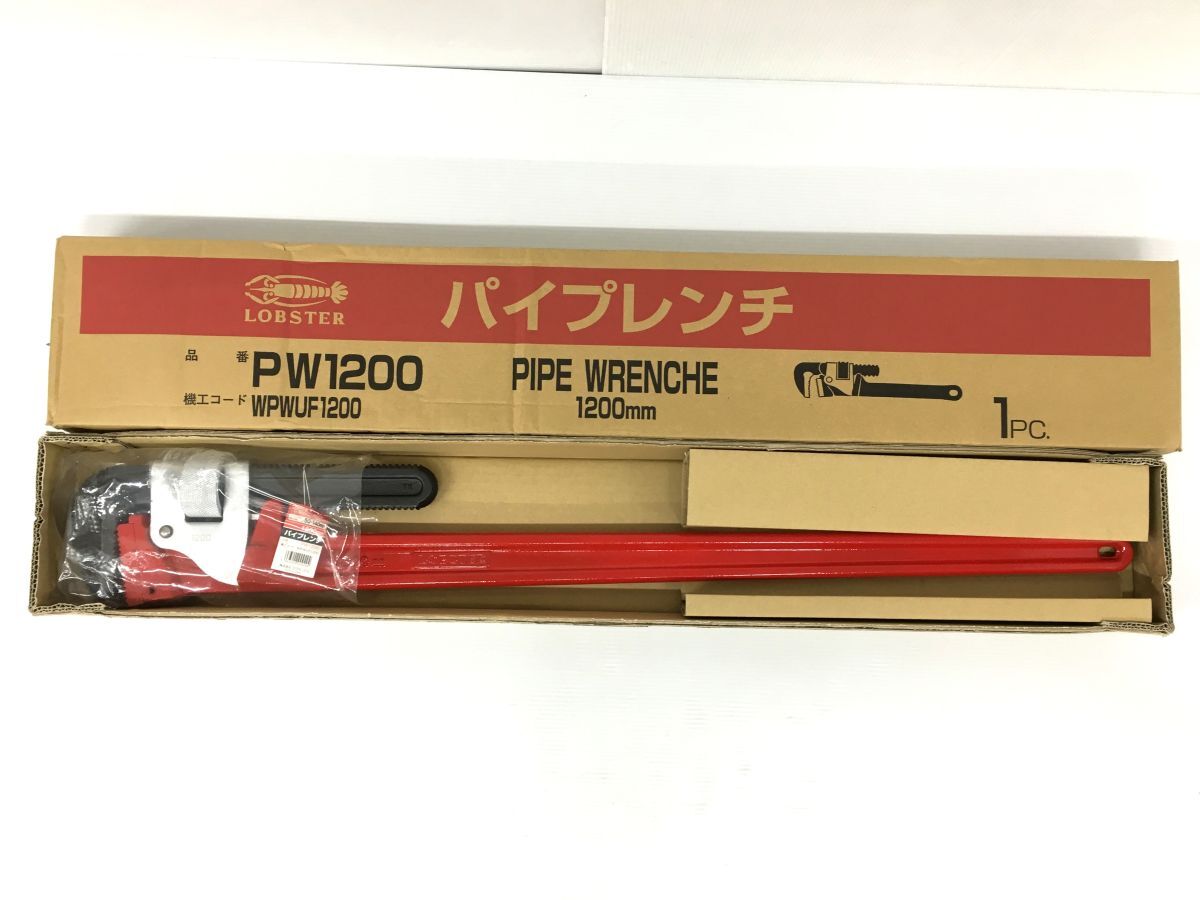 LOBSTER
パイプレンチ
品 番 PW1200
機工コード WPWUF1200
PIPE WRENCHE
1200mm
1PC.
1200
パイプレンチ